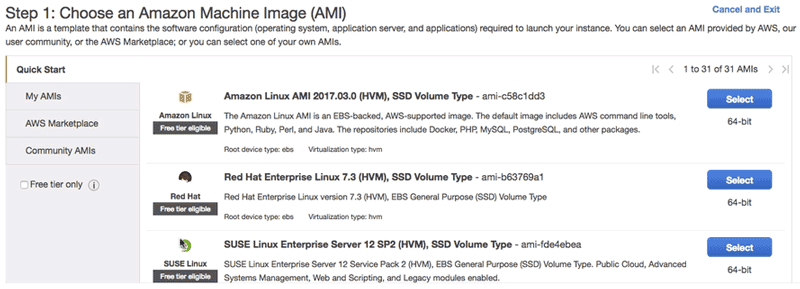 Step 1: Choose an Amazon Machine Image (AMI)
Cancel and Exit
An AMI is a template that contains the software configuration (operating system, application server, and applications) required to launch your instance. You can select an AMI provided by AWS, our
user community, or the AWS Marketplace; or you can select one of your own AMIs.
Quick Start
1 to 31 of 31 AMIs
My AMIs
AWS Marketplace
Community AMIs
Free tier only
Amazon Linux
Free tier eligible
Amazon Linux AMI 2017.03.0 (HVM), SSD Volume Type - ami-c58c1dd3
The Amazon Linux AMI is an EBS-backed, AWS-supported image. The default image includes AWS command line tools,
Python, Ruby, Perl, and Java. The repositories include Docker, PHP, MySQL, PostgreSQL, and other packages.
Root device type: ebs Virtualization type: hvm
Select
64-bit
Red Hat
Free tier eligible
Red Hat Enterprise Linux 7.3 (HVM), SSD Volume Type - ami-b63769a1
Red Hat Enterprise Linux version 7.3 (HVM), EBS General Purpose (SSD) Volume Type
Root device type: ebs Virtualization type: hvm
Select
64-bit
SUSE Linux
Free tier eligible
SUSE Linux Enterprise Server 12 SP2 (HVM), SSD Volume Type - ami-fde4ebea
SUSE Linux Enterprise Server 12 Service Pack 2 (HVM), EBS General Purpose (SSD) Volume Type. Public Cloud, Advanced
Systems Management, Web and Scripting, and Legacy modules enabled.
Select
64-bit